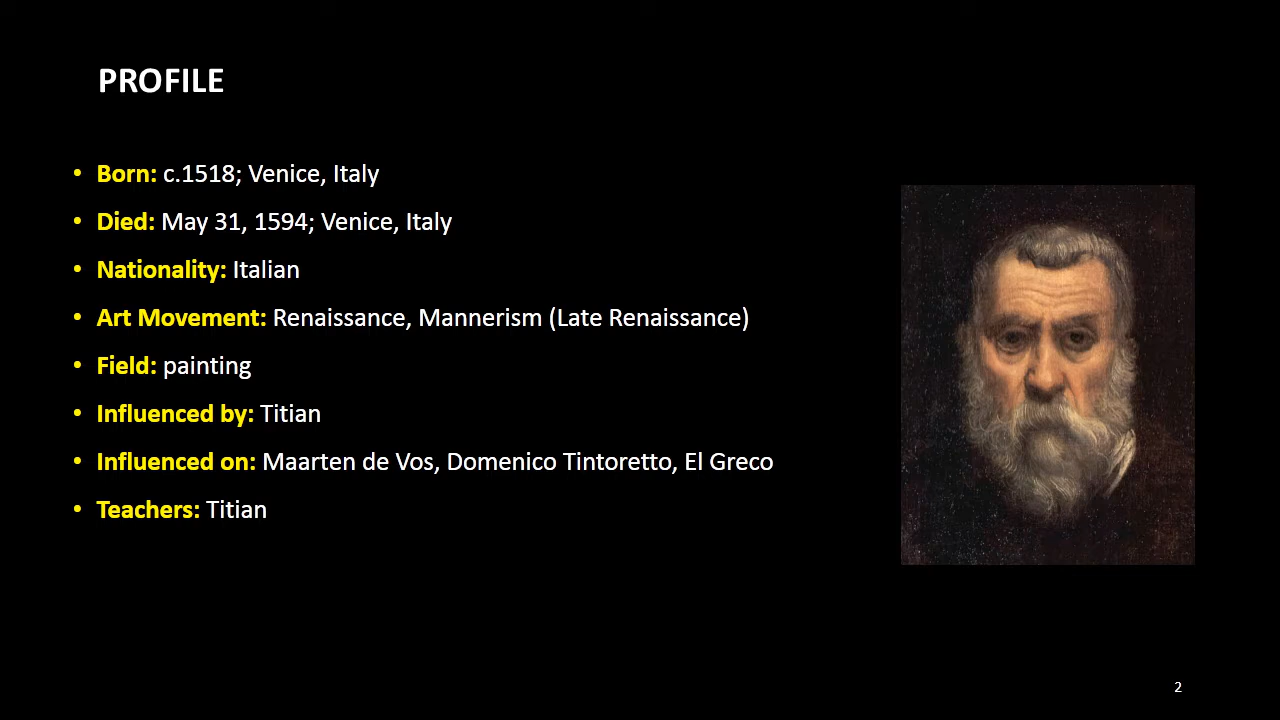 PROFILE
• Born: c.1518; Venice, Italy
• Died: May 31, 1594; Venice, Italy
• Nationality: Italian
• Art Movement: Renaissance, Mannerism (Late Renaissance)
• Field: painting
• Influenced by: Titian
• Influenced on: Maarten de Vos, Domenico Tintoretto, El Greco
• Teachers: Titian
2